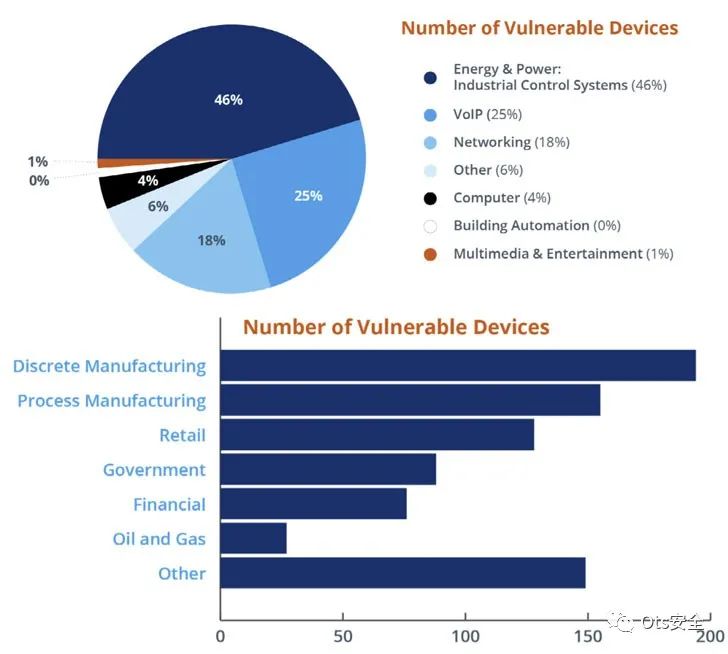 Number of Vulnerable Devices
46%
25%
18%
6%
4%
0%
1%
Energy & Power:
Industrial Control Systems (46%)
VoIP (25%)
Networking (18%)
Other (6%)
Computer (4%)
Building Automation (0%)
Multimedia & Entertainment (1%)
Number of Vulnerable Devices
Discrete Manufacturing
Process Manufacturing
Retail
Government
Financial
Oil and Gas
Other
0 50 100 150 200
Ots安全